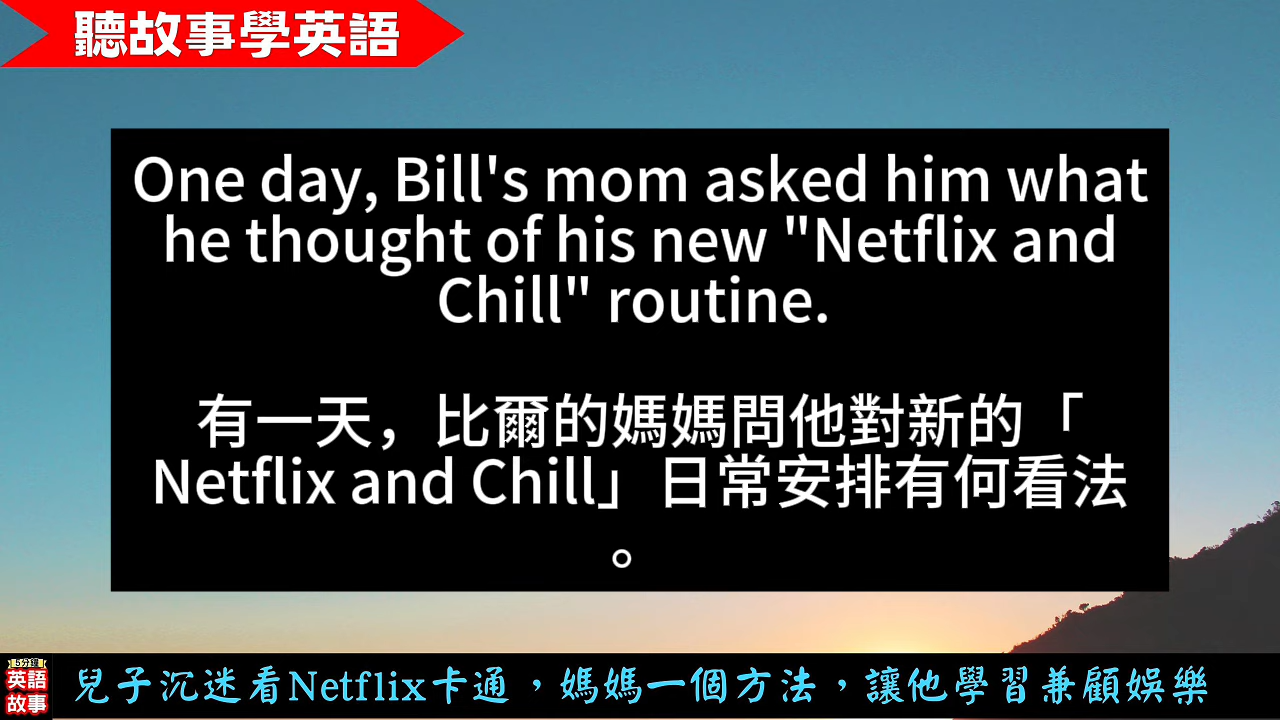 聽故事學英語
One day, Bill's mom asked him what
he thought of his new "Netflix and
Chill" routine.
有一天，比爾的媽媽問他對新的「
Netflix and Chill」日常安排有何看法
。
5分鐘
英語
故事
兒子沉迷看Netflix卡通，媽媽一個方法，讓他學習兼顧娛樂